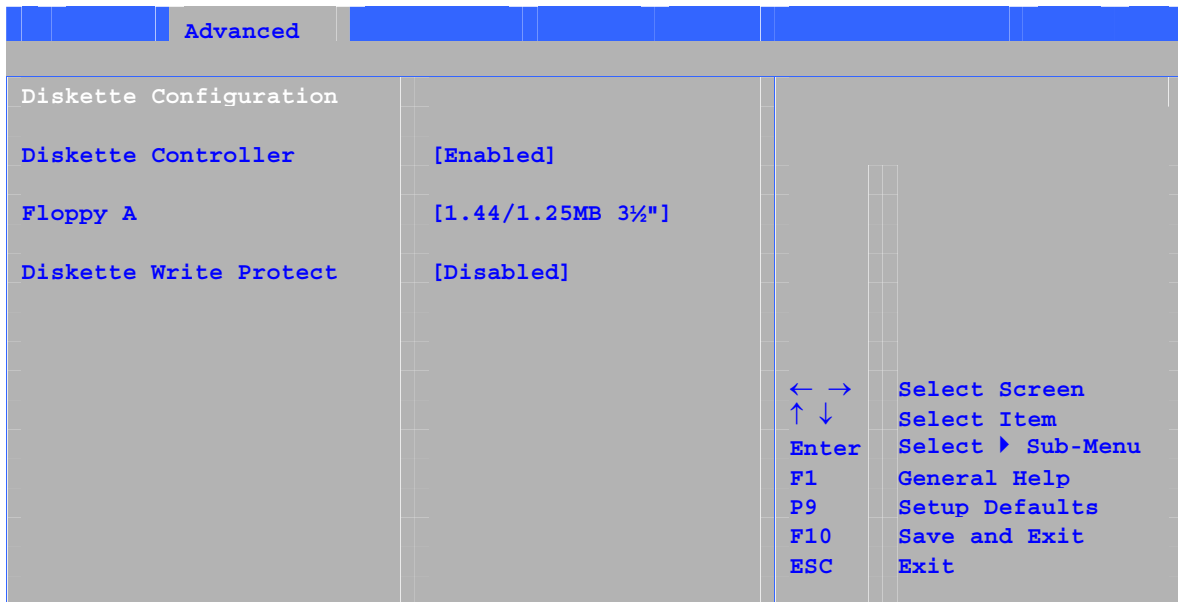 Advanced
Diskette Configuration
Diskette Controller [Enabled]
Floppy A [1.44/1.25MB 3½"]
Diskette Write Protect [Disabled]
← → Select Screen
↑ ↓ Select Item
Enter Select ▶ Sub-Menu
F1 General Help
P9 Setup Defaults
F10 Save and Exit
ESC Exit